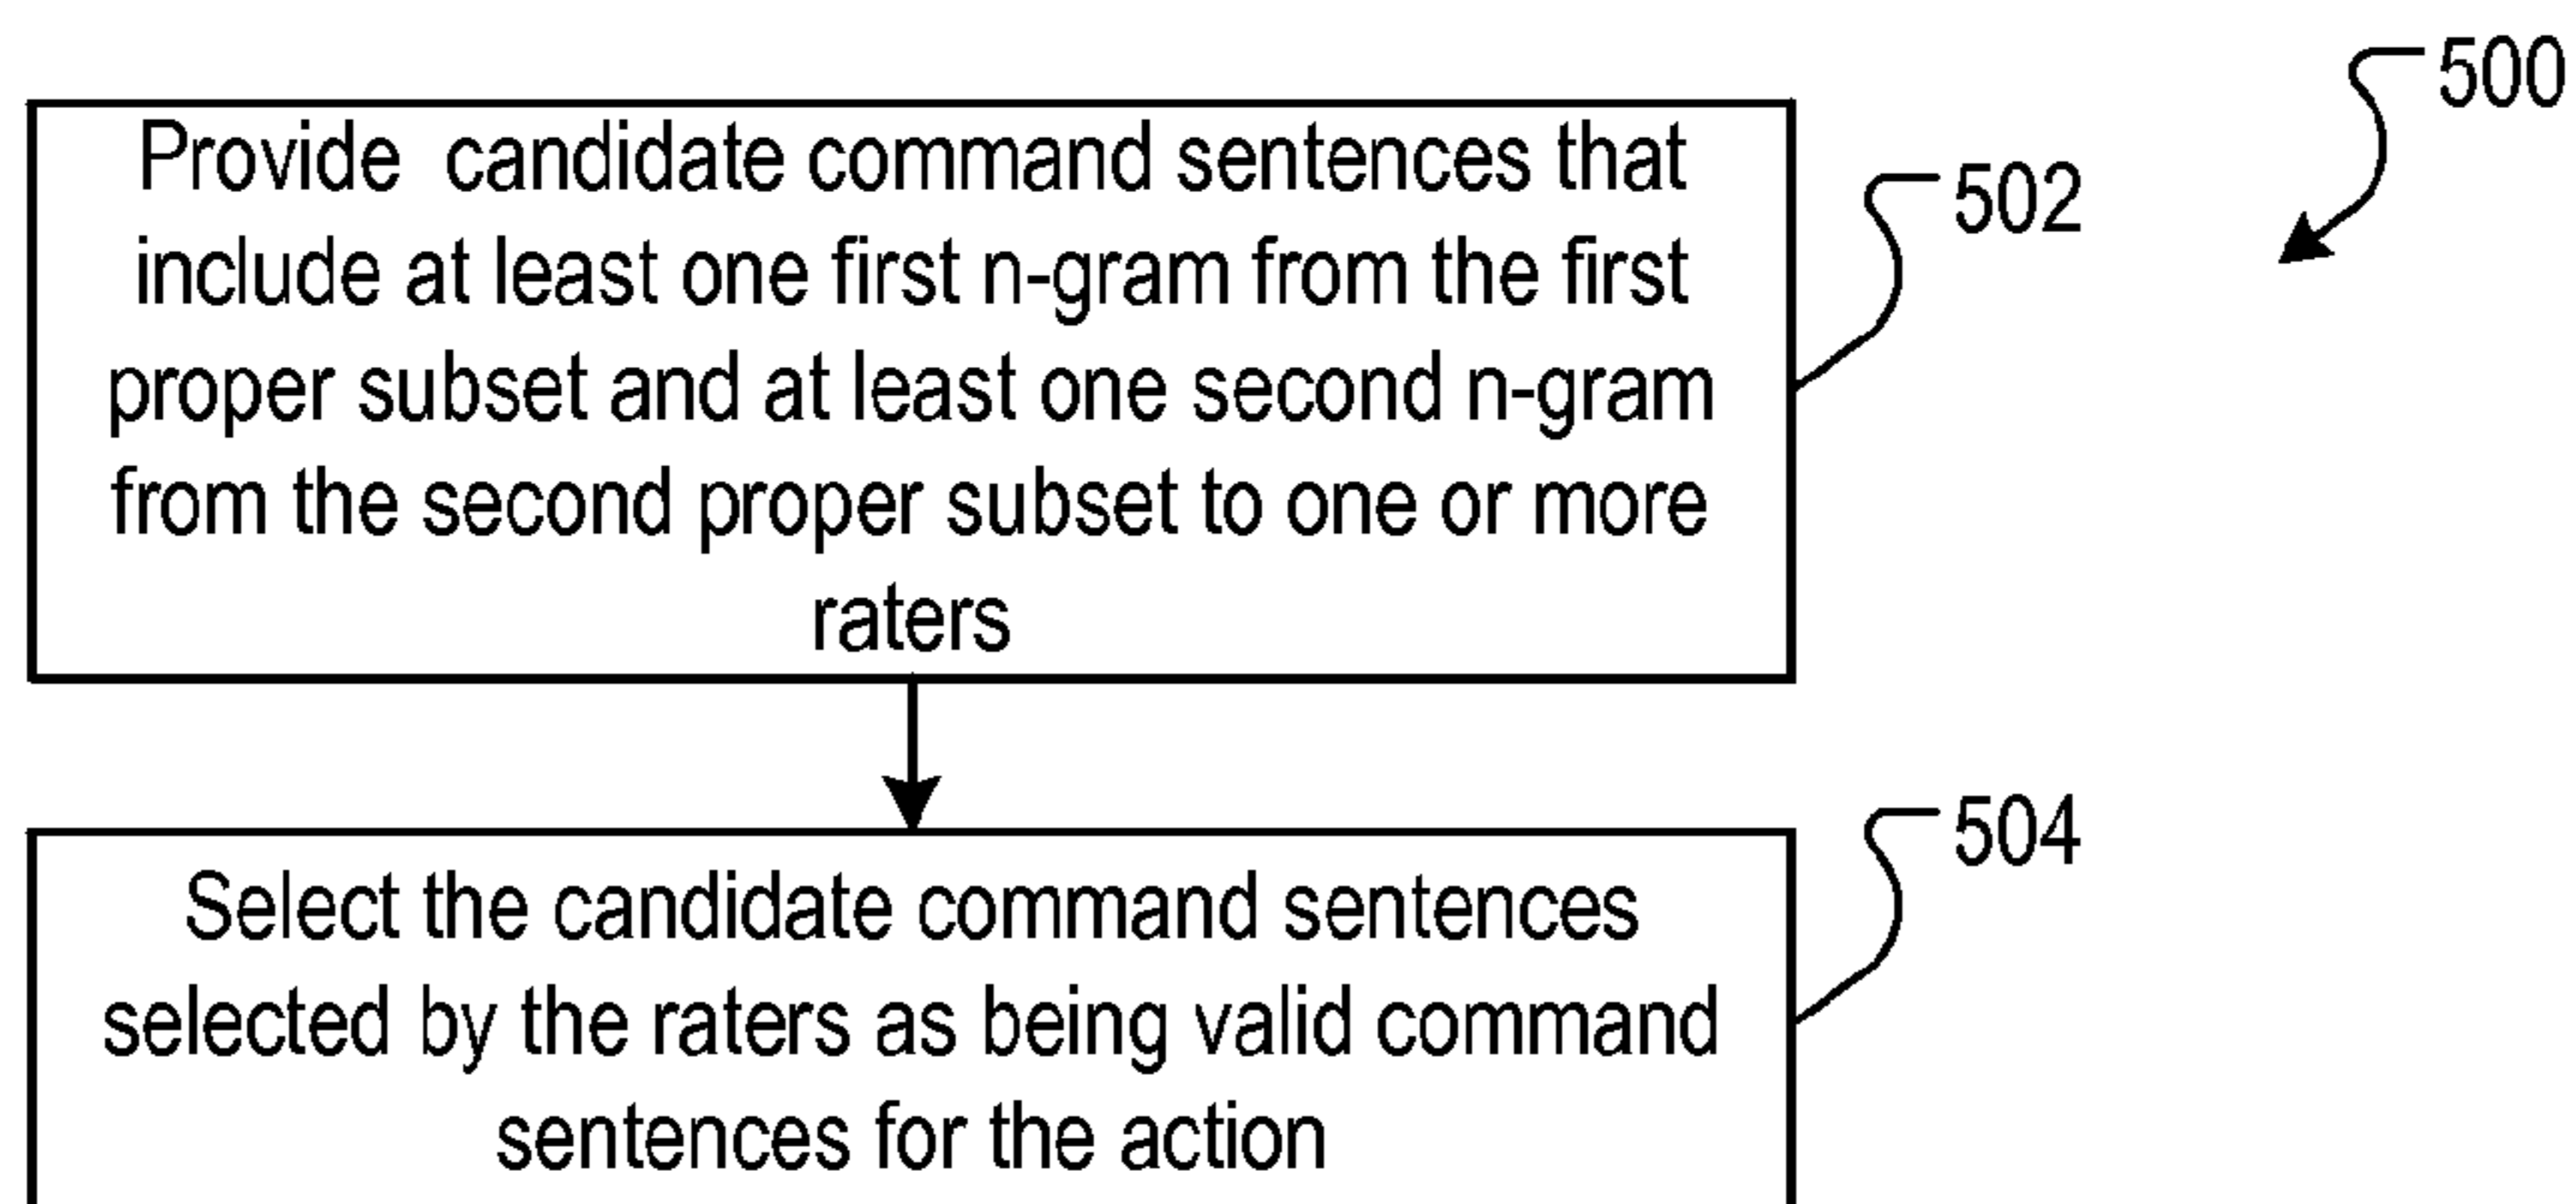 500
Provide candidate command sentences that
include at least one first n-gram from the first
proper subset and at least one second n-gram
from the second proper subset to one or more
raters
502
Select the candidate command sentences
selected by the raters as being valid command
sentences for the action
504